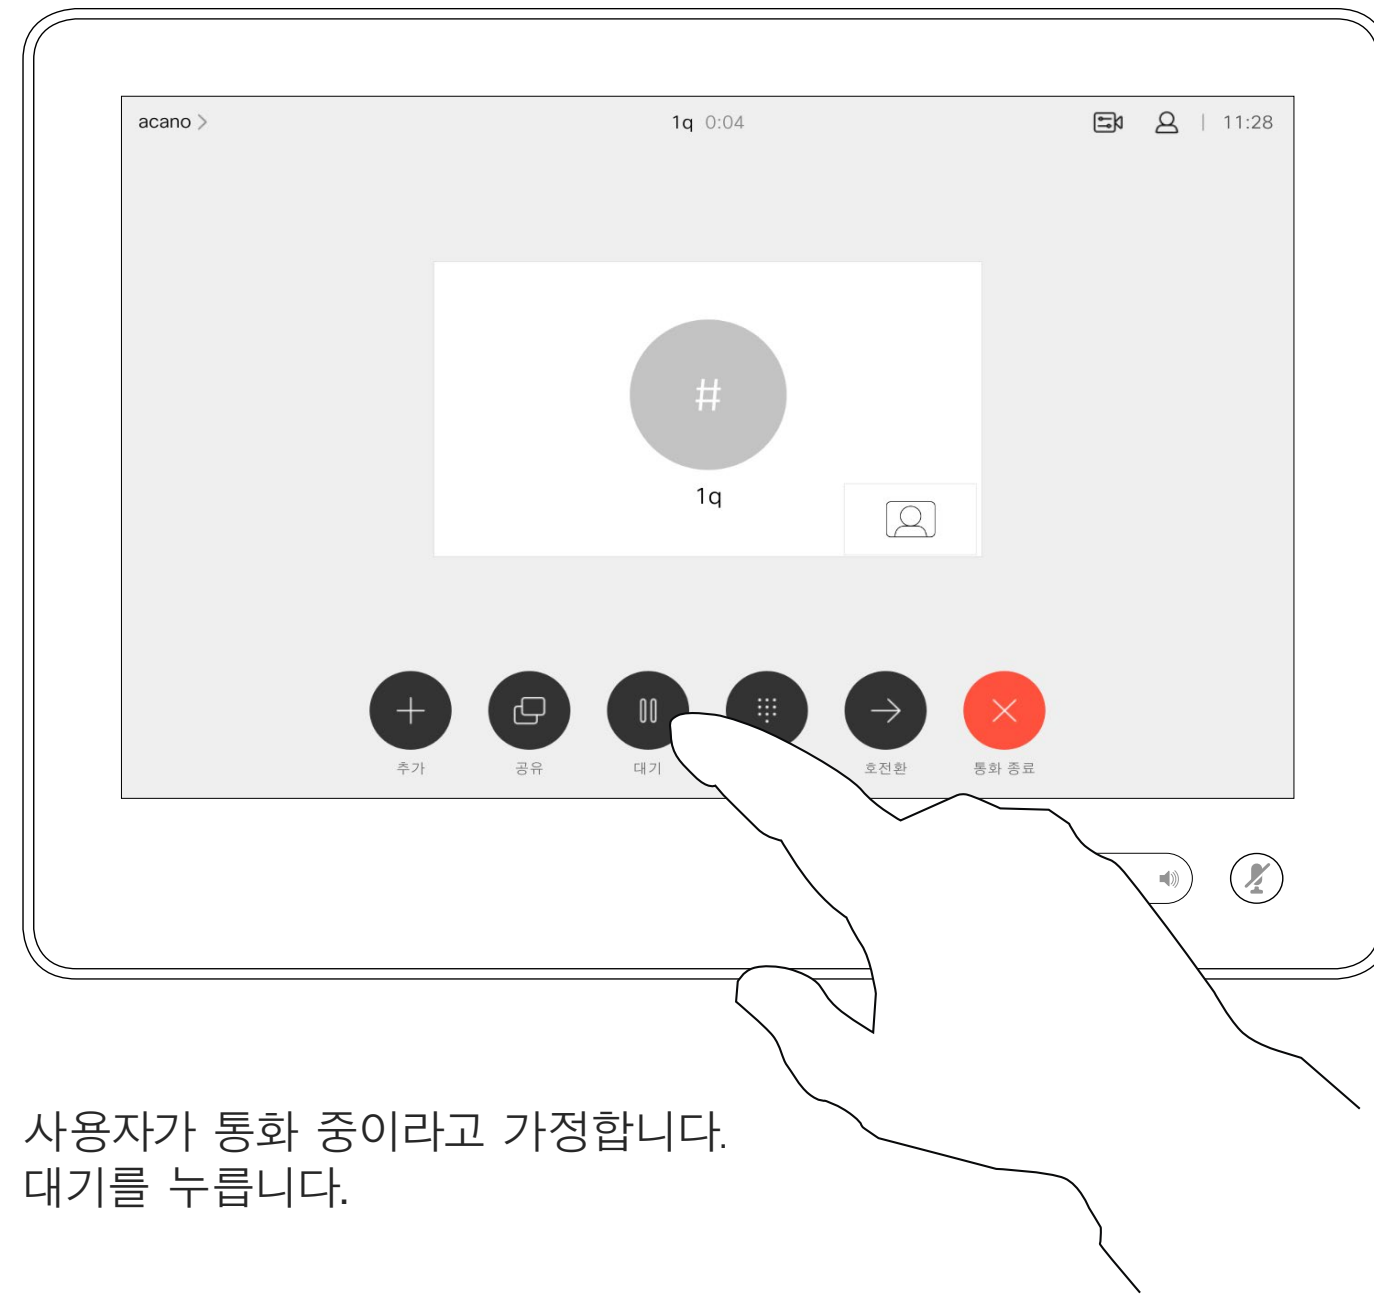 acano >
1q 0:04
11:28
#
1q
추가
공유
대기
호전환
통화 종료
사용자가 통화 중이라고 가정합니다.
대기를 누릅니다.